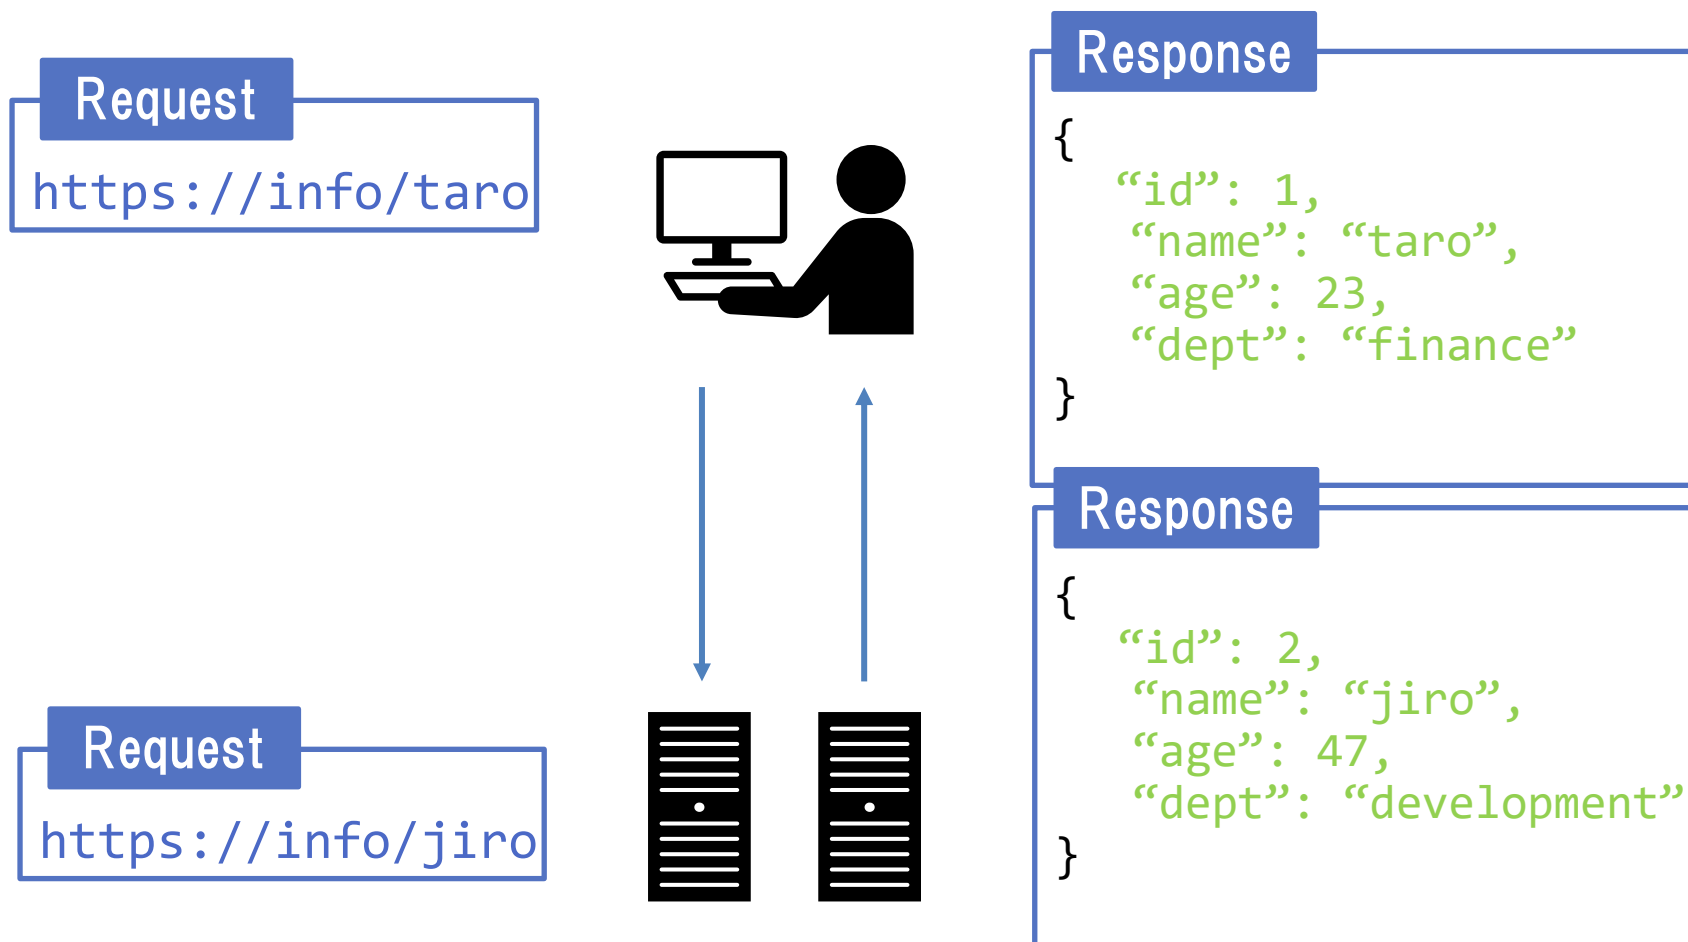 Request
https://info/taro
Request
https://info/jiro
Response
{
“id”: 1,
“name”: “taro”,
“age”: 23,
“dept”: “finance”
}
Response
{
“id”: 2,
“name”: “jiro”,
“age”: 47,
“dept”: “development”
}